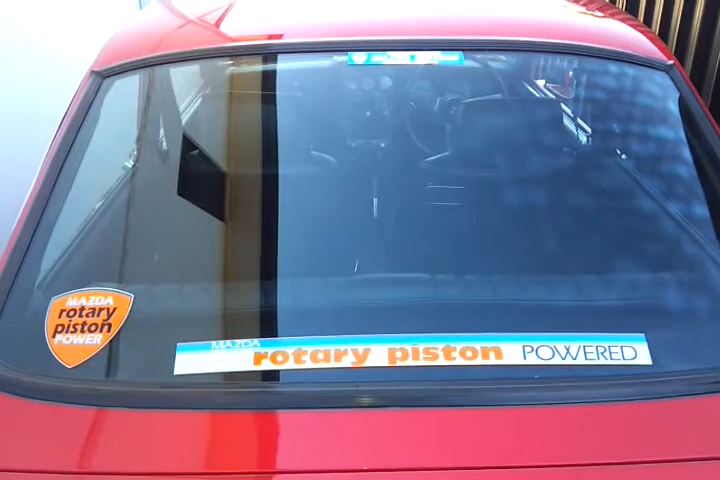 MAZDA
rotary
piston
POWER
MAZDA
rotary piston POWERED